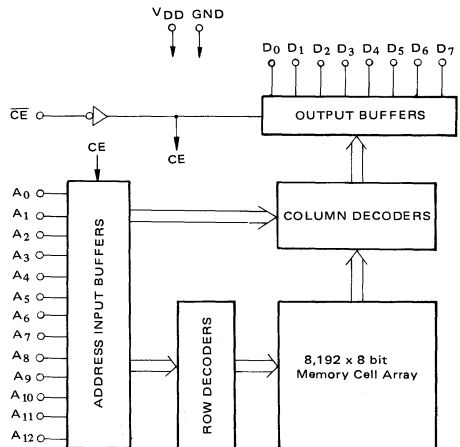 VDD GND
D0 D1 D2 D3 D4 D5 D6 D7
OUTPUT BUFFERS
CE
CE
CE
A0
A1
A2
A3
A4
A5
A6
A7
A8
A9
A10
A11
A12
ADDRESS INPUT BUFFERS
COLUMN DECODERS
ROW DECODERS
8,192 x 8 bit
Memory Cell Array